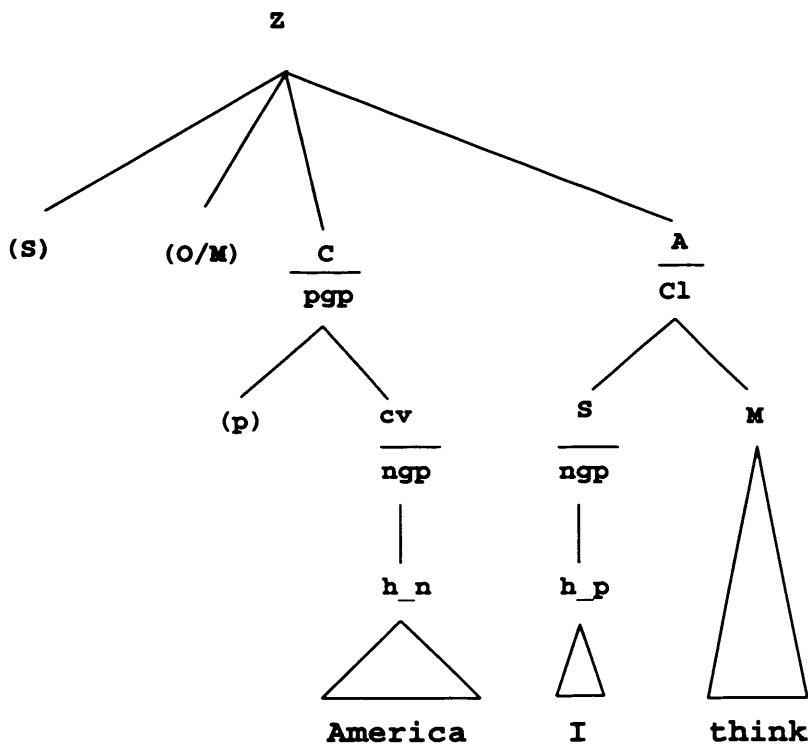 Z
(S) (O/M) C A
pgp Cl
(p) cv S M
ngp ngp
h_n h_p
America I think